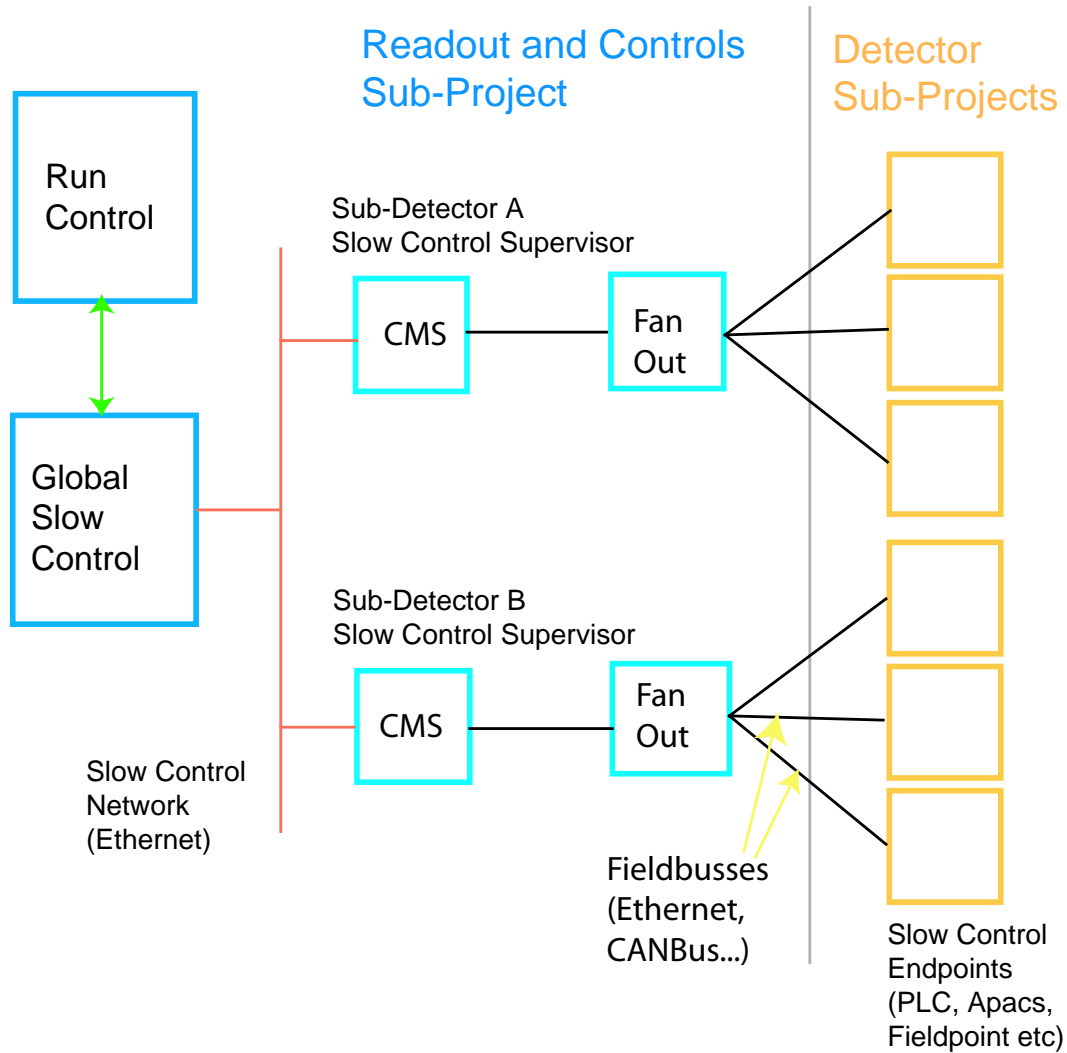 Readout and Controls
Sub-Project
Detector
Sub-Projects
Run
Control
Sub-Detector A
Slow Control Supervisor
CMS
Fan
Out
Global
Slow
Control
Sub-Detector B
Slow Control Supervisor
CMS
Fan
Out
Slow Control
Network
(Ethernet)
Fieldbusses
(Ethernet,
CANBus...)
Slow Control
Endpoints
(PLC, Apacs,
Fieldpoint etc)